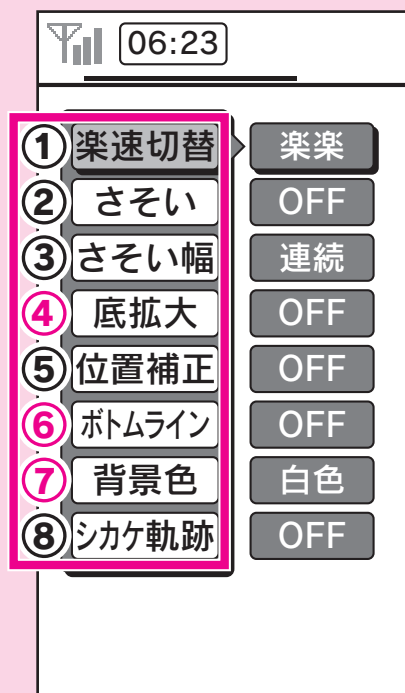 06:23
①楽速切替 楽楽
②さそい OFF
③さそい幅 連続
④底拡大 OFF
⑤位置補正 OFF
⑥ボトムライン OFF
⑦背景色 白色
⑧シカケ軌跡 OFF